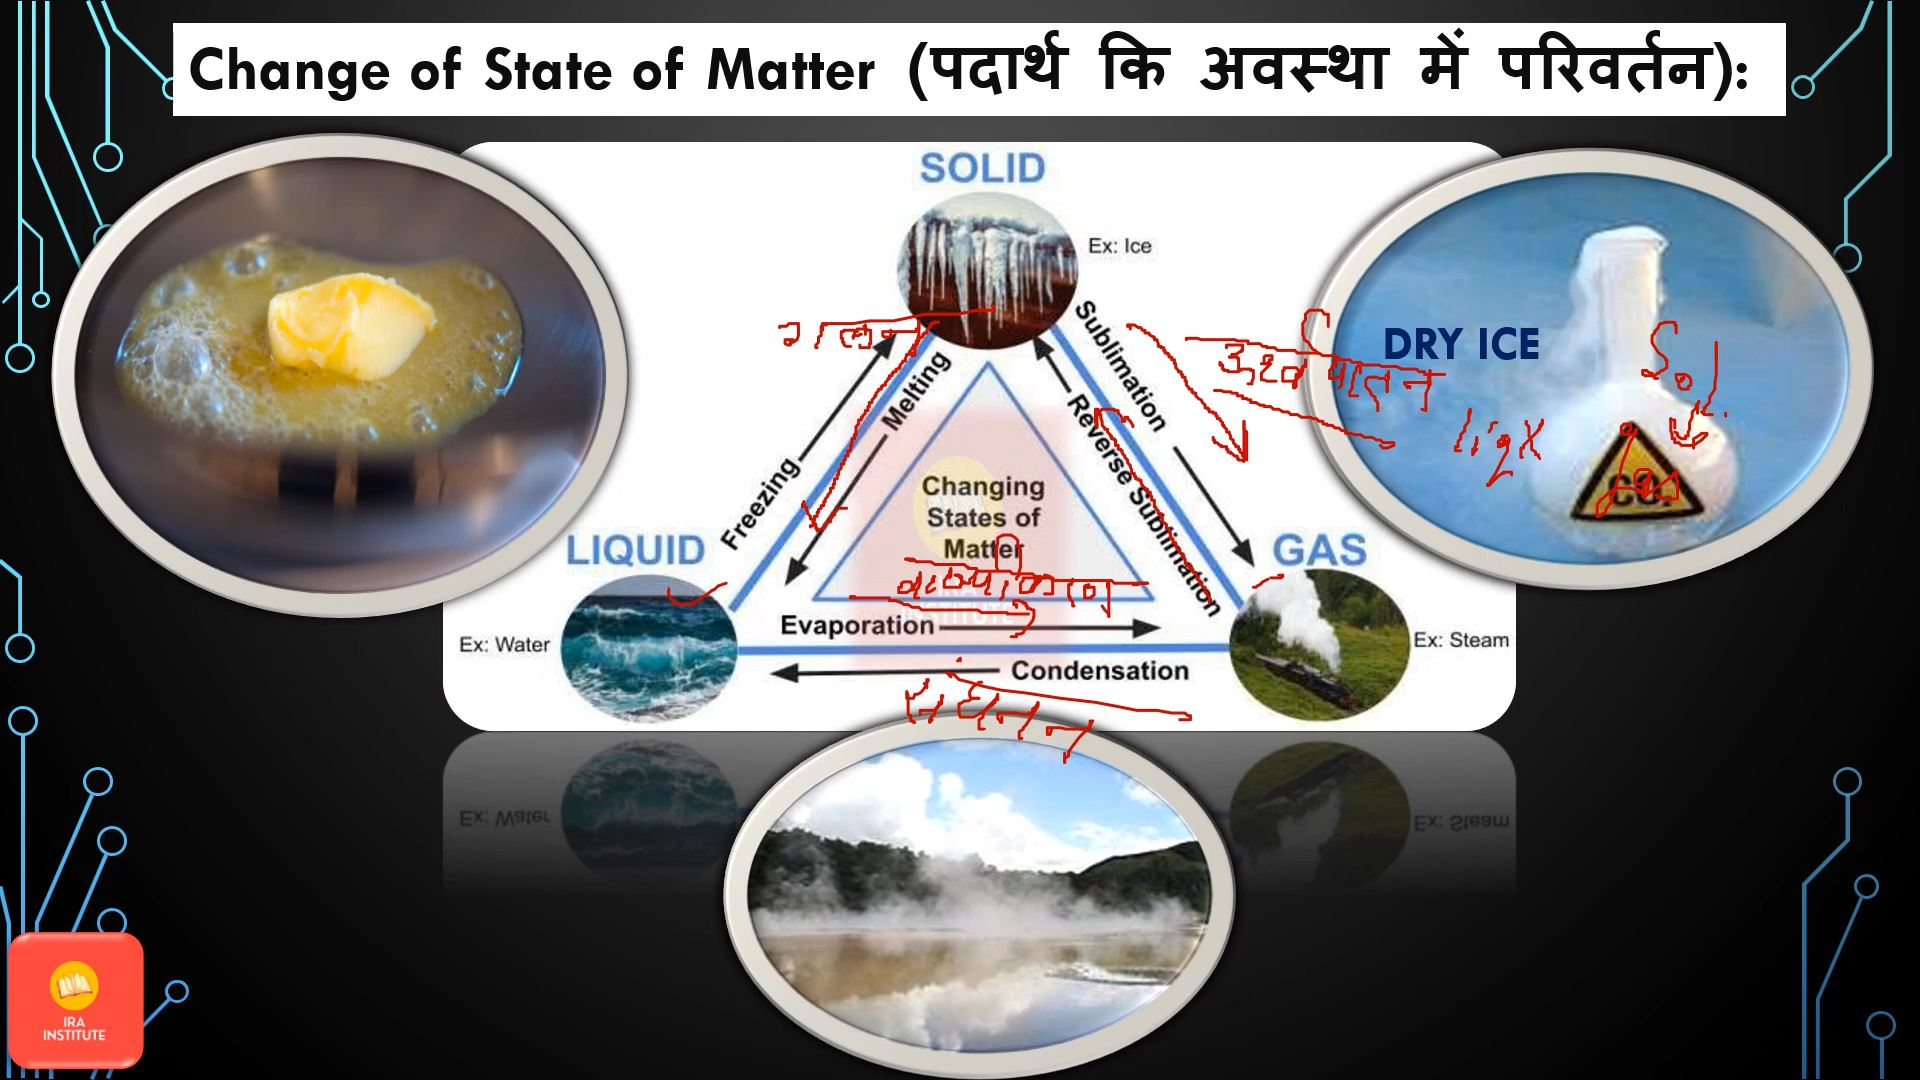 Change of State of Matter (पदार्थ कि अवस्था में परिवर्तन):
SOLID
Ex: Ice
DRY ICE
Sublimation
Reverse Sublimation
Melting
Freezing
Changing
States of
Matter
LIQUID
GAS
Ex: Water
Ex: Steam
Evaporation
Condensation
CO₂
IRA
INSTITUTE
गलन
उर्ध्वपातन
Sol
liq
gas
वाष्पीकरण
संघनन